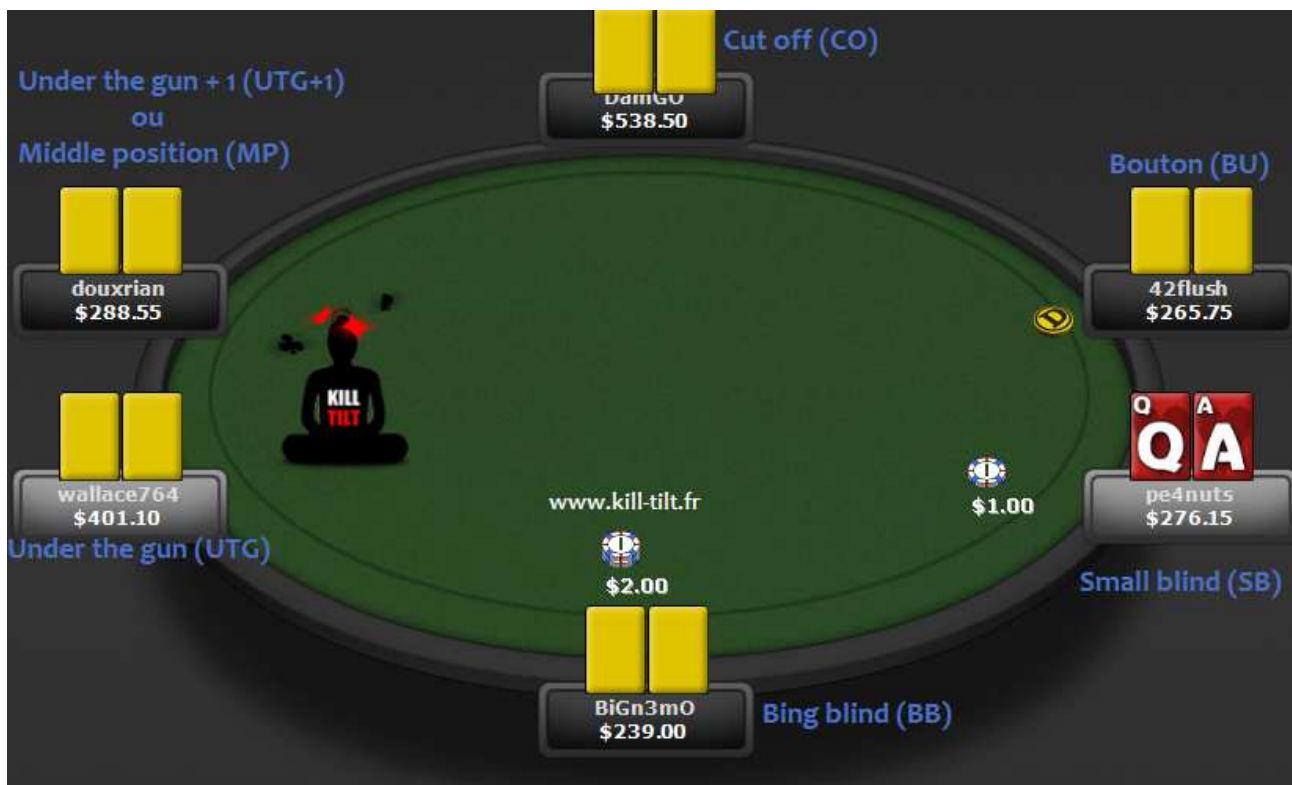 Cut off (CO)
DamGO
$538.50
Under the gun + 1 (UTG+1)
ou
Middle position (MP)
Bouton (BU)
douxrian
$288.55
42flush
$265.75
D
KILL
TILT
Q A
Q A
wallace764
$401.10
Under the gun (UTG)
www.kill-tilt.fr
1
$1.00
pe4nuts
$276.15
1
$2.00
Small blind (SB)
BiGn3mO
$239.00
Bing blind (BB)